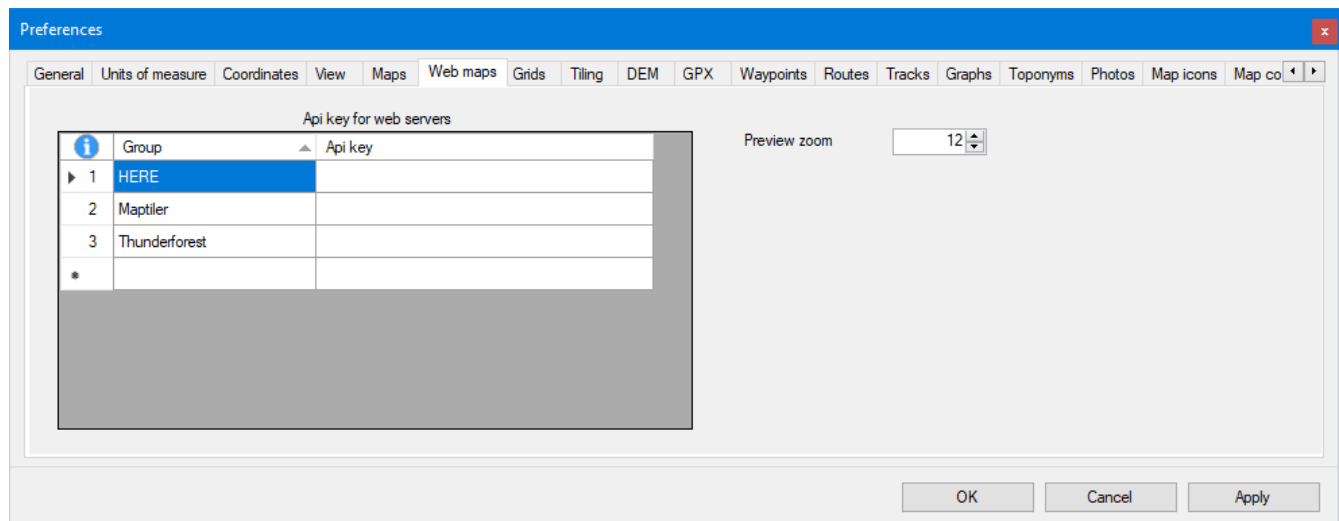 Preferences
x
General Units of measure Coordinates View Maps Web maps Grids Tiling DEM GPX Waypoints Routes Tracks Graphs Toponyms Photos Map icons Map co
Api key for web servers
Preview zoom 12
i Group Api key
1 HERE
2 Maptiler
3 Thunderforest
*
OK Cancel Apply